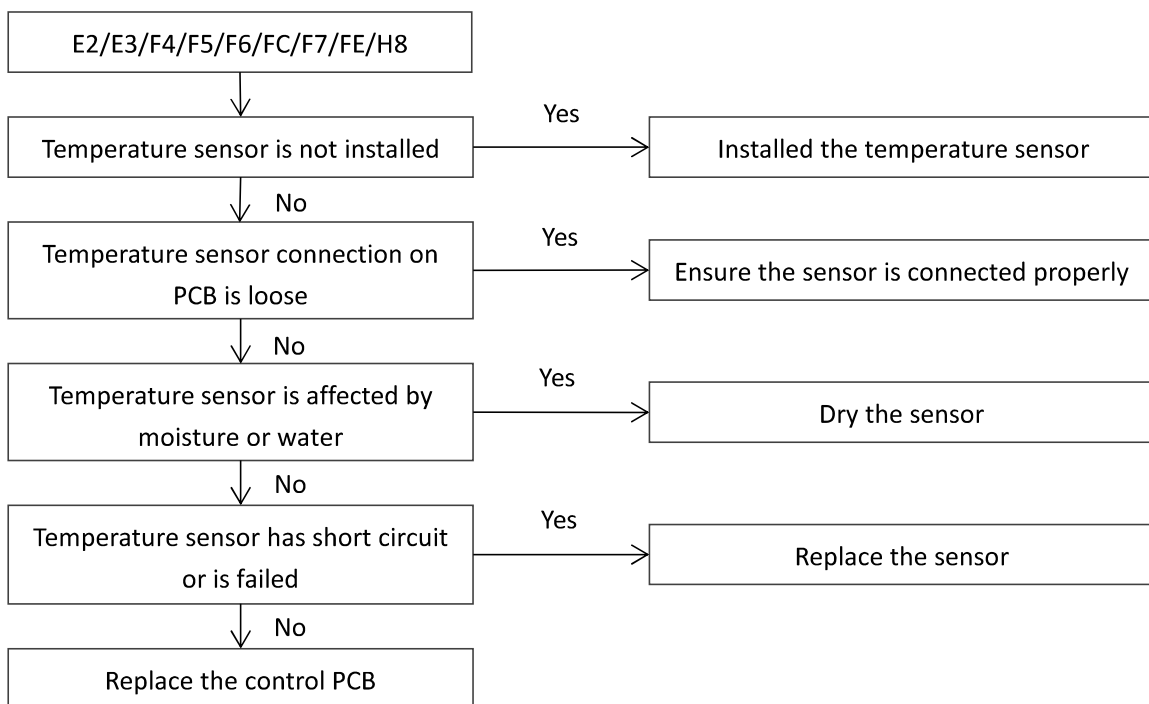 E2/E3/F4/F5/F6/FC/F7/FE/H8
Yes
Temperature sensor is not installed
Installed the temperature sensor
No
Yes
Temperature sensor connection on
PCB is loose
Ensure the sensor is connected properly
No
Yes
Temperature sensor is affected by
moisture or water
Dry the sensor
No
Yes
Temperature sensor has short circuit
or is failed
Replace the sensor
No
Replace the control PCB